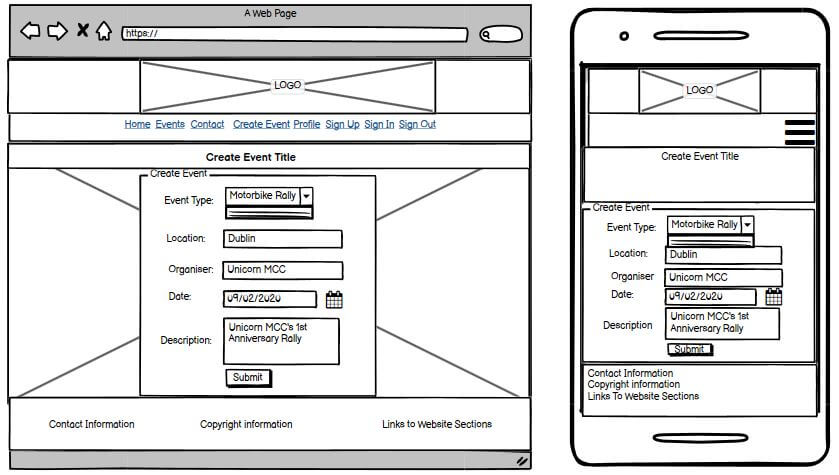 A Web Page
https://
LOGO
Home Events Contact Create Event Profile Sign Up Sign In Sign Out
Create Event Title
Create Event
Event Type: Motorbike Rally
Location: Dublin
Organiser: Unicorn MCC
Date: 09/02/2020
Description: Unicorn MCC's 1st
Anniversary Rally
Submit
Contact Information Copyright information Links to Website Sections
LOGO
Create Event Title
Create Event
Event Type: Motorbike Rally
Location: Dublin
Organiser Unicorn MCC
Date: 09/02/2020
Description Unicorn MCC's 1st
Anniversary Rally
Submit
Contact Information
Copyright information
Links To Website Sections